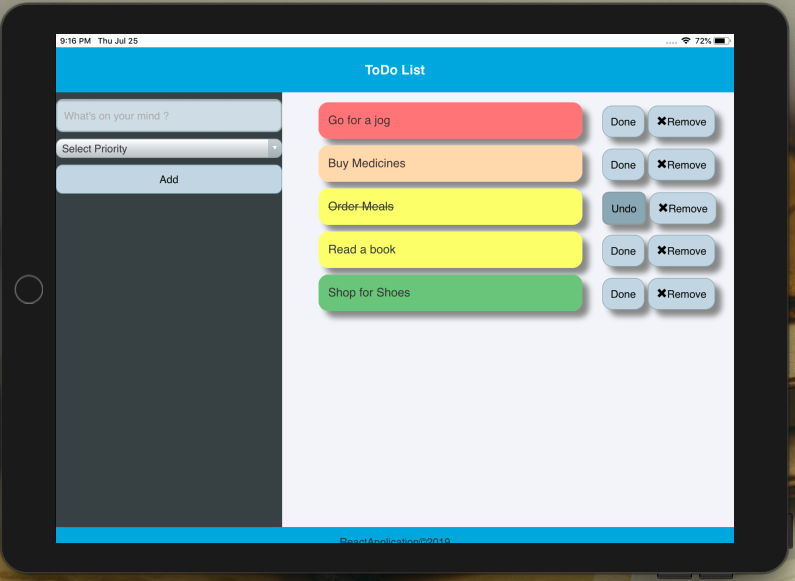 9:16 PM Thu Jul 25
.... 72%
ToDo List
What's on your mind ?
Select Priority
Add
Go for a jog
Done
✖Remove
Buy Medicines
Done
✖Remove
Order Meals
Undo
✖Remove
Read a book
Done
✖Remove
Shop for Shoes
Done
✖Remove
ReactApplication©2019